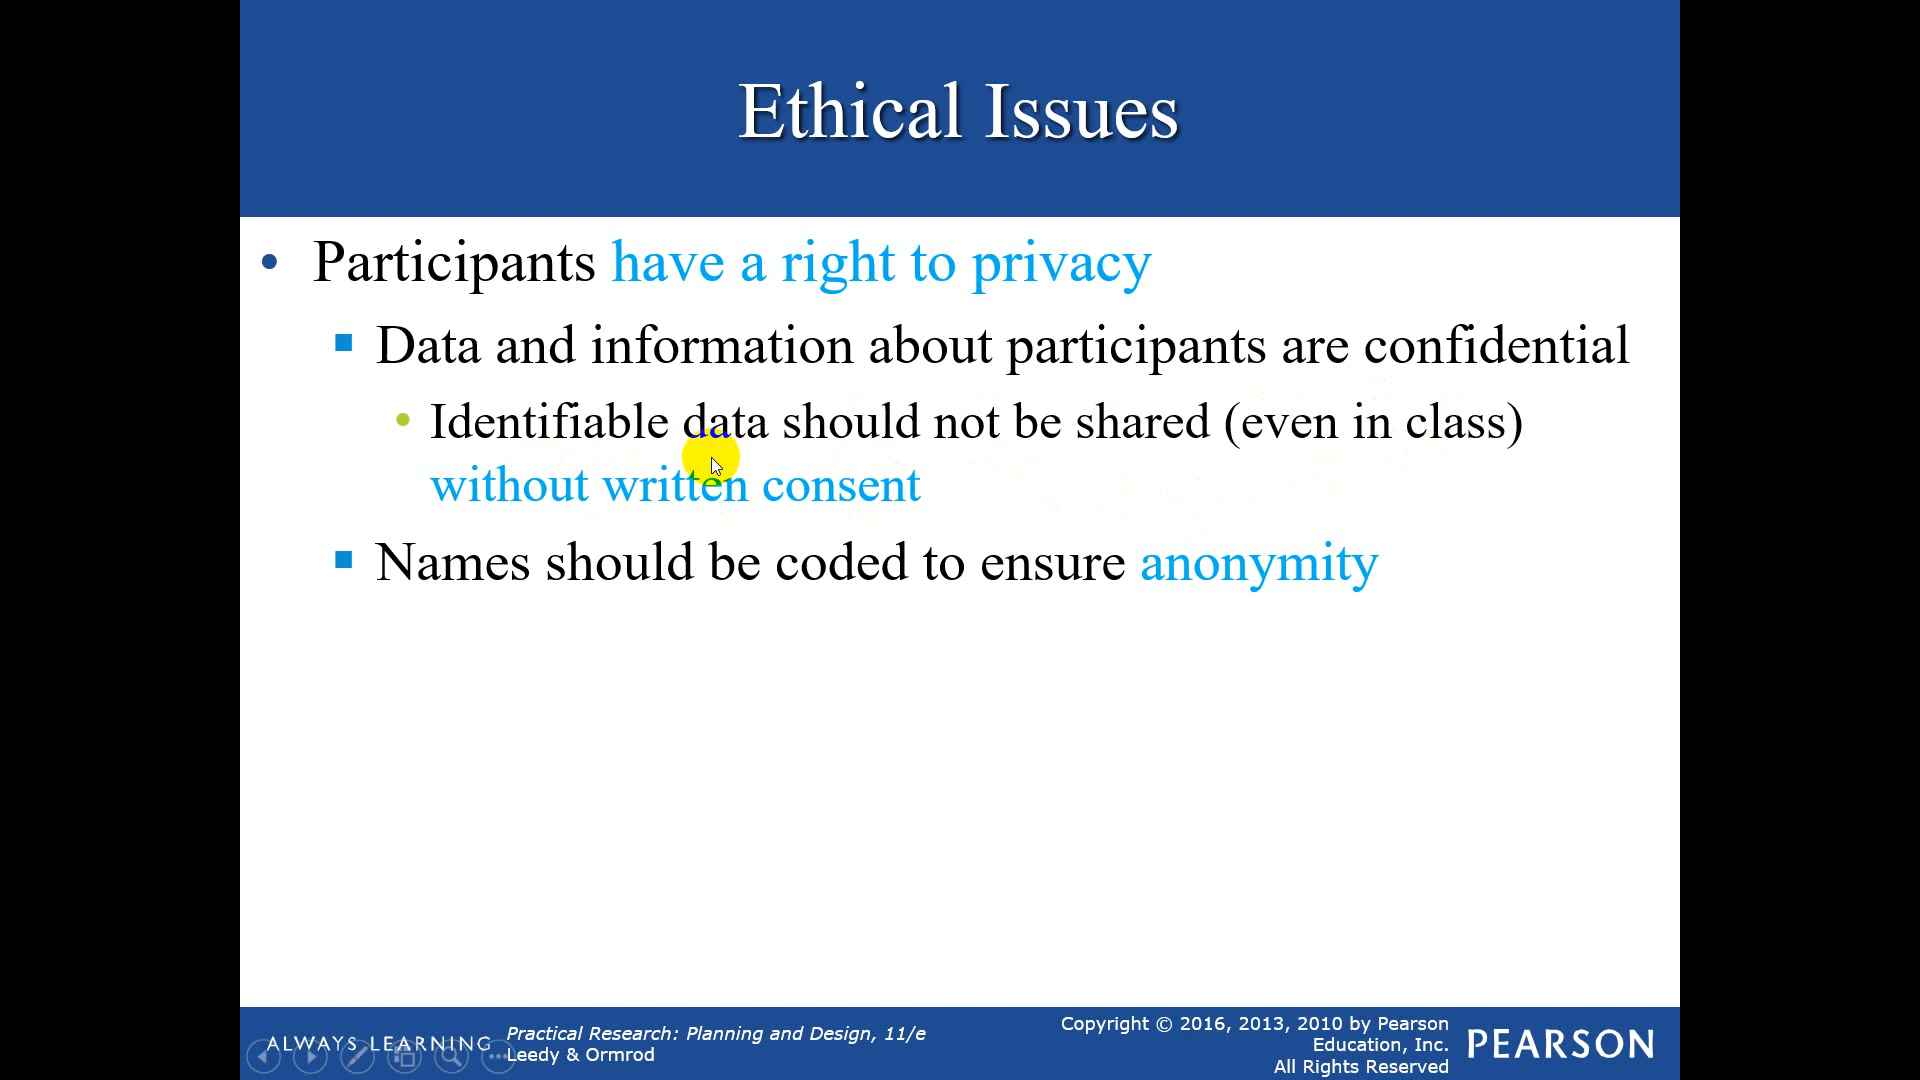 Ethical Issues
• Participants have a right to privacy
▪ Data and information about participants are confidential
• Identifiable data should not be shared (even in class)
without written consent
▪ Names should be coded to ensure anonymity
ALWAYS LEARNING
Practical Research: Planning and Design, 11/e
Leedy & Ormrod
Copyright © 2016, 2013, 2010 by Pearson
Education, Inc.
All Rights Reserved
PEARSON